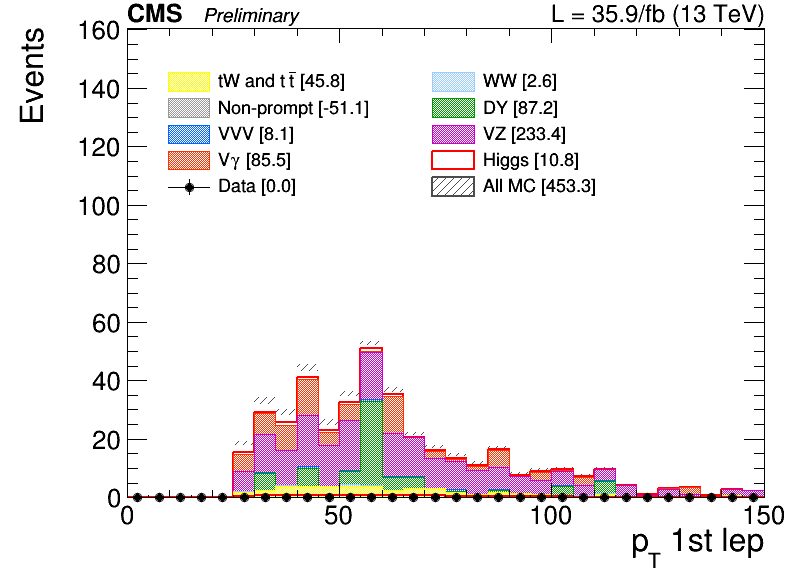 CMS Preliminary L = 35.9/fb (13 TeV)
Events
160
140
120
100
80
60
40
20
0
tW and t t̄ [45.8] WW [2.6]
Non-prompt [-51.1] DY [87.2]
VVV [8.1] VZ [233.4]
Vγ [85.5] Higgs [10.8]
Data [0.0] All MC [453.3]
0 50 100 150
p_T 1st lep